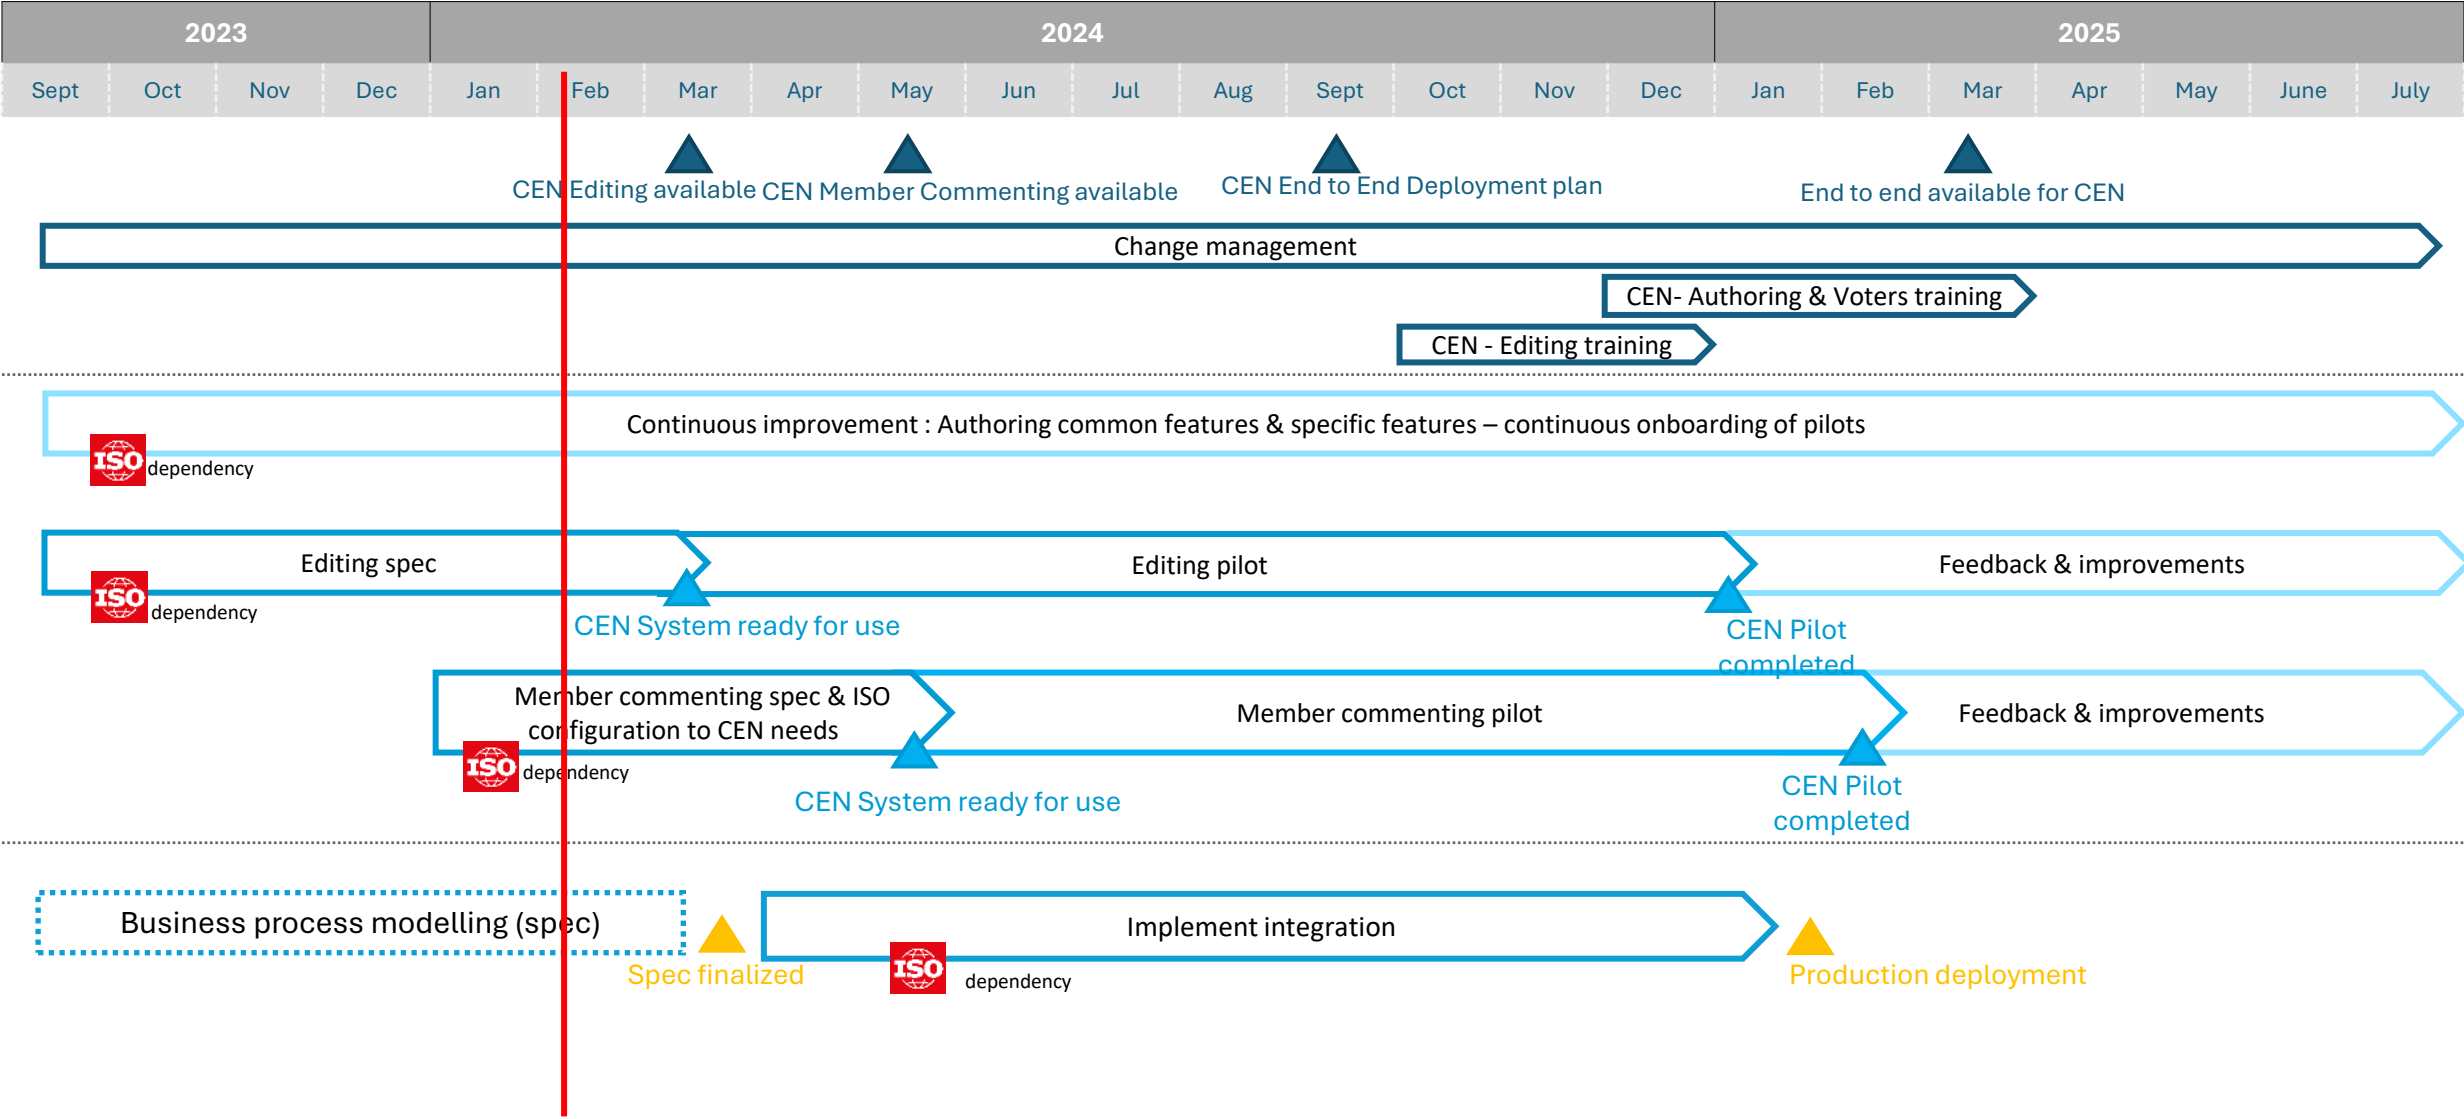 2023
2024
2025
Sept
Oct
Nov
Dec
Jan
Feb
Mar
Apr
May
Jun
Jul
Aug
Sept
Oct
Nov
Dec
Jan
Feb
Mar
Apr
May
June
July
CEN Editing available
CEN Member Commenting available
CEN End to End Deployment plan
End to end available for CEN
Change management
CEN- Authoring & Voters training
CEN - Editing training
Continuous improvement : Authoring common features & specific features – continuous onboarding of pilots
ISO
dependency
Editing spec
Editing pilot
Feedback & improvements
ISO
dependency
CEN System ready for use
CEN Pilot
completed
Member commenting spec & ISO
configuration to CEN needs
Member commenting pilot
Feedback & improvements
ISO
dependency
CEN System ready for use
CEN Pilot
completed
Business process modelling (spec)
Implement integration
Spec finalized
ISO
dependency
Production deployment